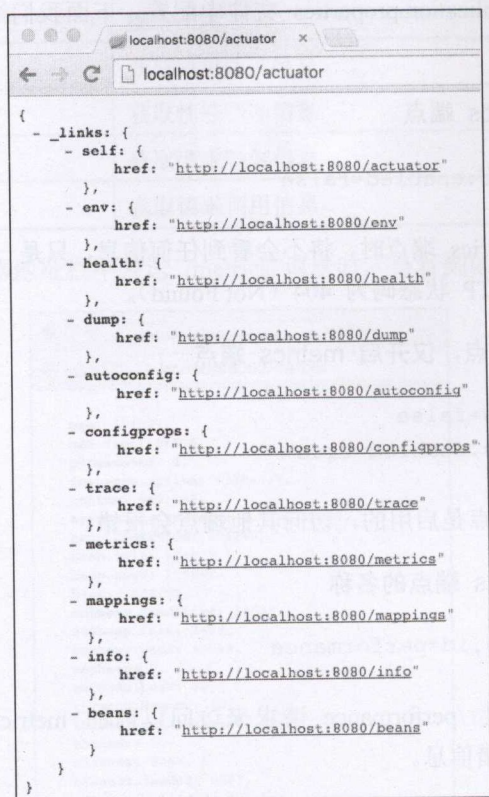 localhost:8080/actuator ×
localhost:8080/actuator
{
- _links: {
- self: {
href: "http://localhost:8080/actuator"
},
- env: {
href: "http://localhost:8080/env"
},
- health: {
href: "http://localhost:8080/health"
},
- dump: {
href: "http://localhost:8080/dump"
},
- autoconfig: {
href: "http://localhost:8080/autoconfig"
},
- configprops: {
href: "http://localhost:8080/configprops"
},
- trace: {
href: "http://localhost:8080/trace"
},
- metrics: {
href: "http://localhost:8080/metrics"
},
- mappings: {
href: "http://localhost:8080/mappings"
},
- info: {
href: "http://localhost:8080/info"
},
- beans: {
href: "http://localhost:8080/beans"
}
}
}